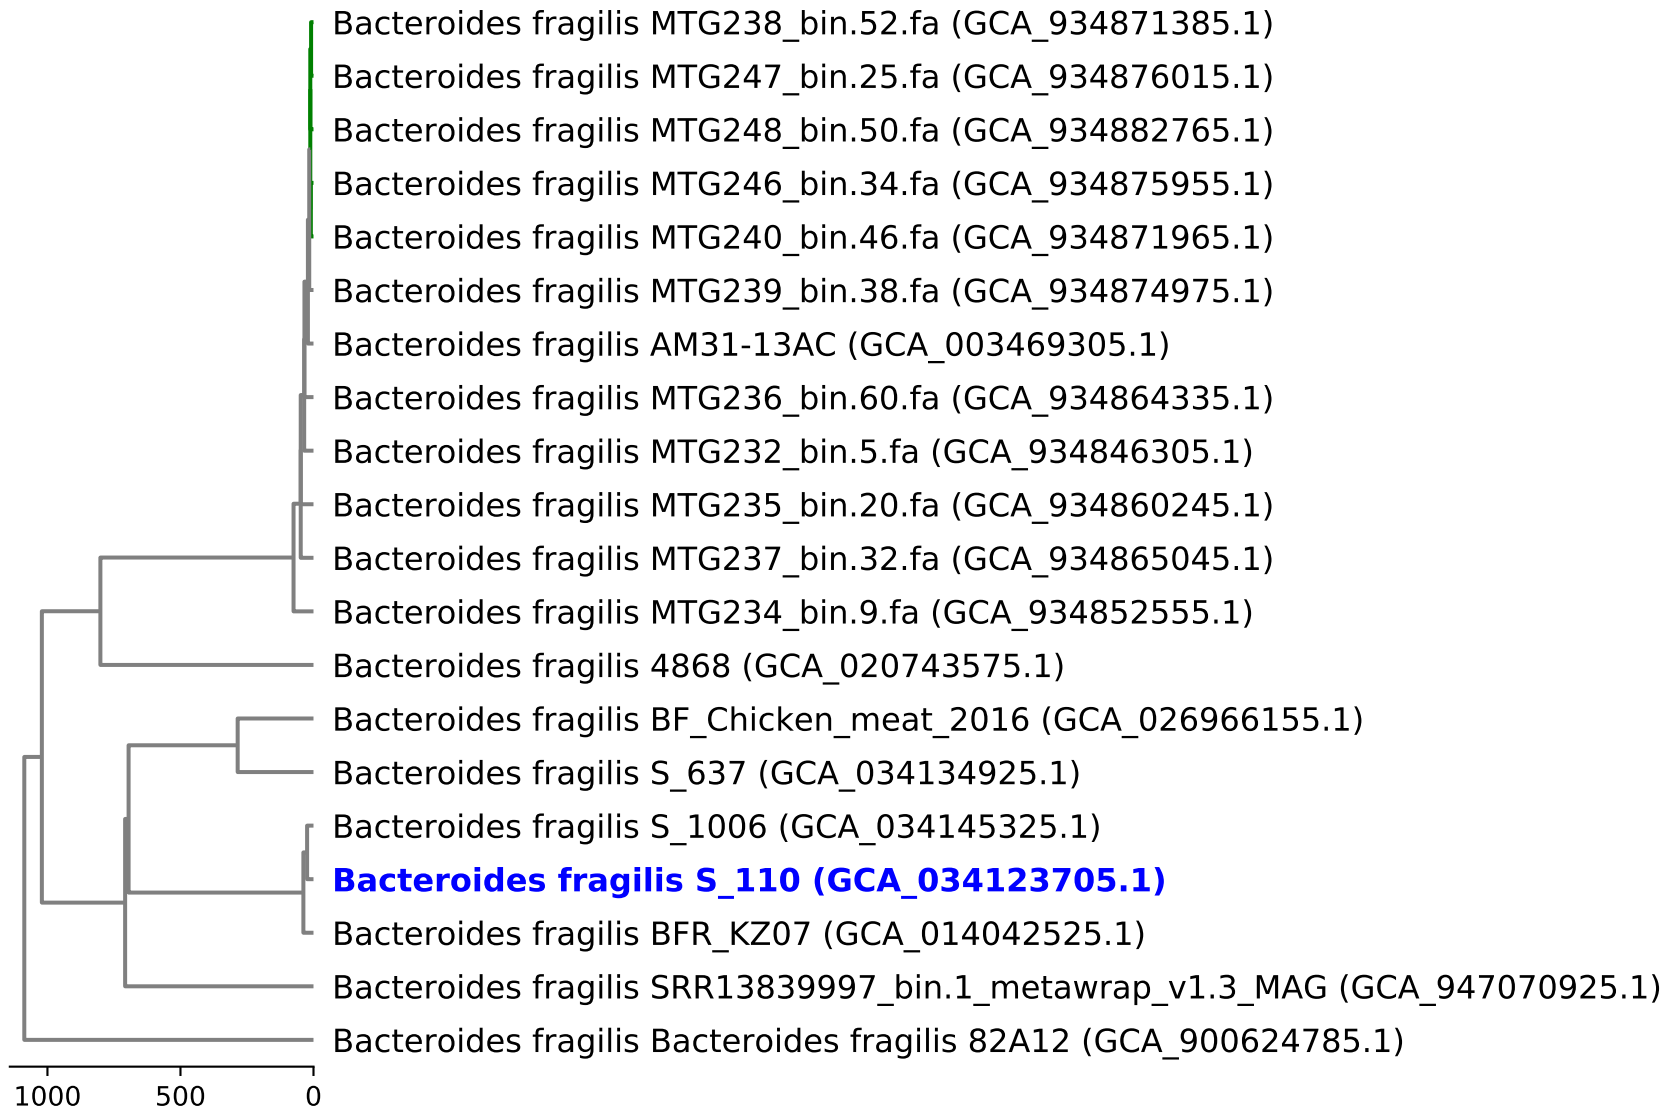 Bacteroides fragilis MTG238_bin.52.fa (GCA_934871385.1)
Bacteroides fragilis MTG247_bin.25.fa (GCA_934876015.1)
Bacteroides fragilis MTG248_bin.50.fa (GCA_934882765.1)
Bacteroides fragilis MTG246_bin.34.fa (GCA_934875955.1)
Bacteroides fragilis MTG240_bin.46.fa (GCA_934871965.1)
Bacteroides fragilis MTG239_bin.38.fa (GCA_934874975.1)
Bacteroides fragilis AM31-13AC (GCA_003469305.1)
Bacteroides fragilis MTG236_bin.60.fa (GCA_934864335.1)
Bacteroides fragilis MTG232_bin.5.fa (GCA_934846305.1)
Bacteroides fragilis MTG235_bin.20.fa (GCA_934860245.1)
Bacteroides fragilis MTG237_bin.32.fa (GCA_934865045.1)
Bacteroides fragilis MTG234_bin.9.fa (GCA_934852555.1)
Bacteroides fragilis 4868 (GCA_020743575.1)
Bacteroides fragilis BF_Chicken_meat_2016 (GCA_026966155.1)
Bacteroides fragilis S_637 (GCA_034134925.1)
Bacteroides fragilis S_1006 (GCA_034145325.1)
Bacteroides fragilis S_110 (GCA_034123705.1)
Bacteroides fragilis BFR_KZ07 (GCA_014042525.1)
Bacteroides fragilis SRR13839997_bin.1_metawrap_v1.3_MAG (GCA_947070925.1)
Bacteroides fragilis Bacteroides fragilis 82A12 (GCA_900624785.1)
1000 500 0